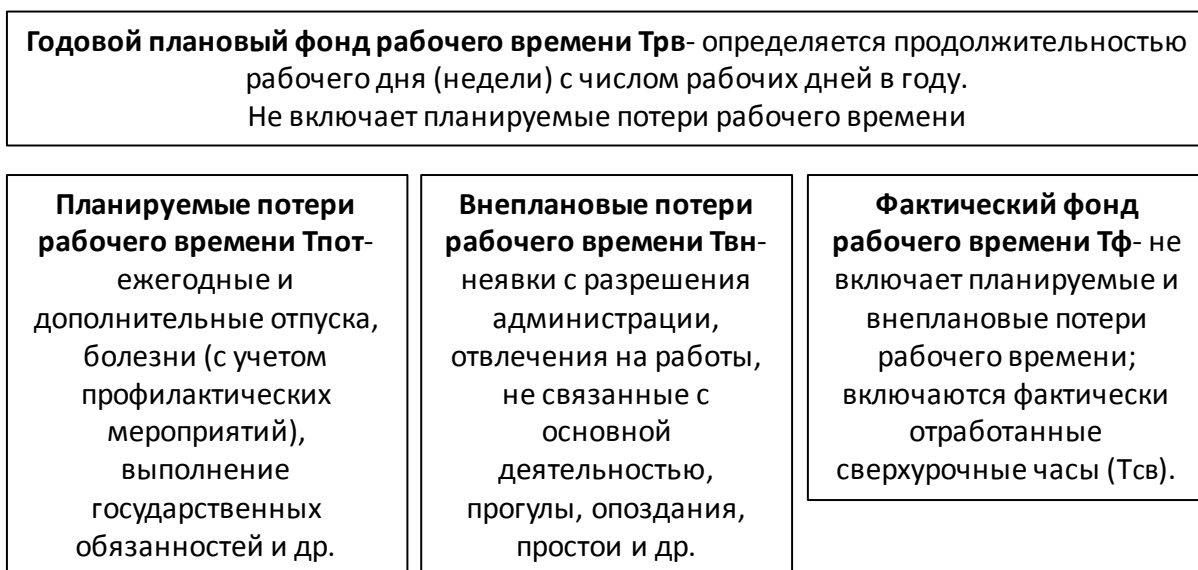 Годовой плановый фонд рабочего времени Трв- определяется продолжительностью
рабочего дня (недели) с числом рабочих дней в году.
Не включает планируемые потери рабочего времени
Планируемые потери
рабочего времени Тпот-
ежегодные и
дополнительные отпуска,
болезни (с учетом
профилактических
мероприятий),
выполнение
государственных
обязанностей и др.
Внеплановые потери
рабочего времени Твн-
неявки с разрешения
администрации,
отвлечения на работы,
не связанные с
основной
деятельностью,
прогулы, опоздания,
простои и др.
Фактический фонд
рабочего времени Тф- не
включает планируемые и
внеплановые потери
рабочего времени;
включаются фактически
отработанные
сверхурочные часы (Тсв).